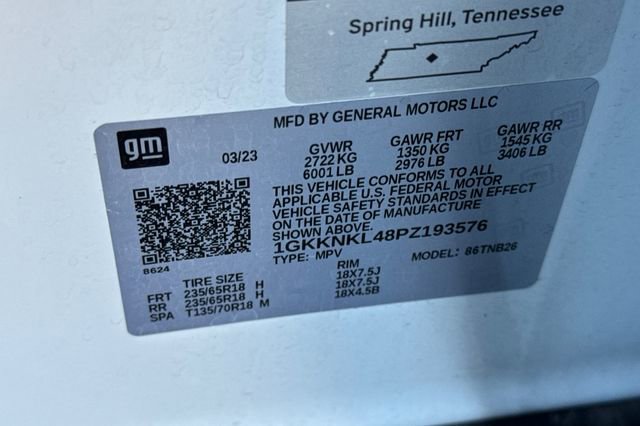 Spring Hill, Tennessee
MFD BY GENERAL MOTORS LLC
gm
03/23
GVWR GAWR FRT GAWR RR
2722 KG 1350 KG 1545 KG
6001 LB 2976 LB 3406 LB
THIS VEHICLE CONFORMS TO ALL
APPLICABLE U.S. FEDERAL MOTOR
VEHICLE SAFETY STANDARDS IN EFFECT
ON THE DATE OF MANUFACTURE
SHOWN ABOVE.
1GKKNKL48PZ193576
8624
TYPE: MPV MODEL: 86TNB26
TIRE SIZE RIM
FRT 235/65R18 H 18X7.5J
RR 235/65R18 H 18X7.5J
SPA T135/70R18 M 18X4.5B